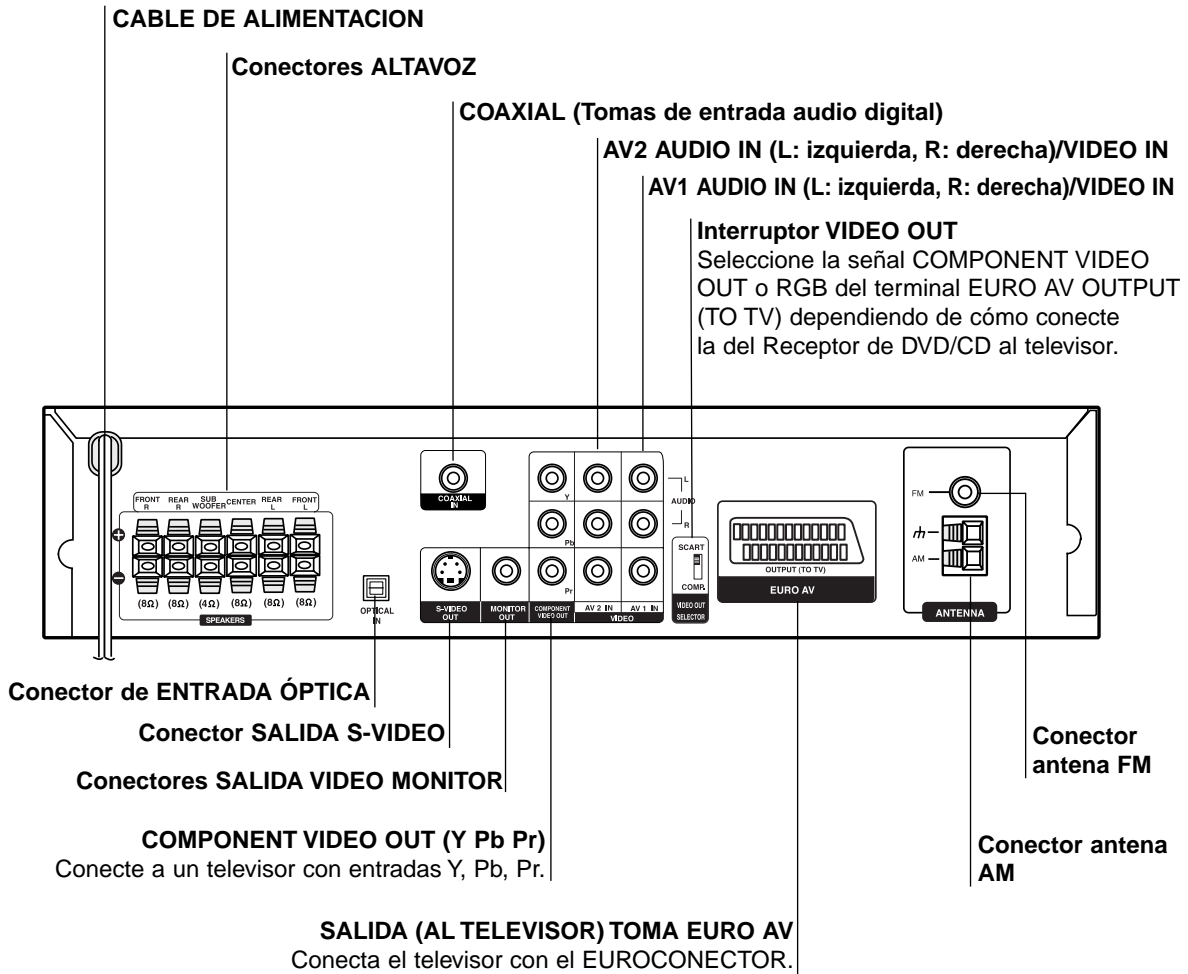 CABLE DE ALIMENTACION
Conectores ALTAVOZ
COAXIAL (Tomas de entrada audio digital)
AV2 AUDIO IN (L: izquierda, R: derecha)/VIDEO IN
AV1 AUDIO IN (L: izquierda, R: derecha)/VIDEO IN
Interruptor VIDEO OUT
Seleccione la señal COMPONENT VIDEO
OUT o RGB del terminal EURO AV OUTPUT
(TO TV) dependiendo de cómo conecte
la del Receptor de DVD/CD al televisor.
FRONT R
REAR R
SUB WOOFER
CENTER
REAR L
FRONT L
(8Ω) (8Ω) (4Ω) (8Ω) (8Ω) (8Ω)
SPEAKERS
OPTICAL IN
COAXIAL IN
S-VIDEO OUT
MONITOR OUT
Y
Pb
Pr
COMPONENT VIDEO OUT
AV 2 IN
AV 1 IN
VIDEO
L
AUDIO
R
SCART
COMP.
VIDEO OUT SELECTOR
OUTPUT (TO TV)
EURO AV
FM
AM
ANTENNA
Conector de ENTRADA ÓPTICA
Conector SALIDA S-VIDEO
Conectores SALIDA VIDEO MONITOR
COMPONENT VIDEO OUT (Y Pb Pr)
Conecte a un televisor con entradas Y, Pb, Pr.
SALIDA (AL TELEVISOR) TOMA EURO AV
Conecta el televisor con el EUROCONECTOR.
Conector
antena FM
Conector antena
AM